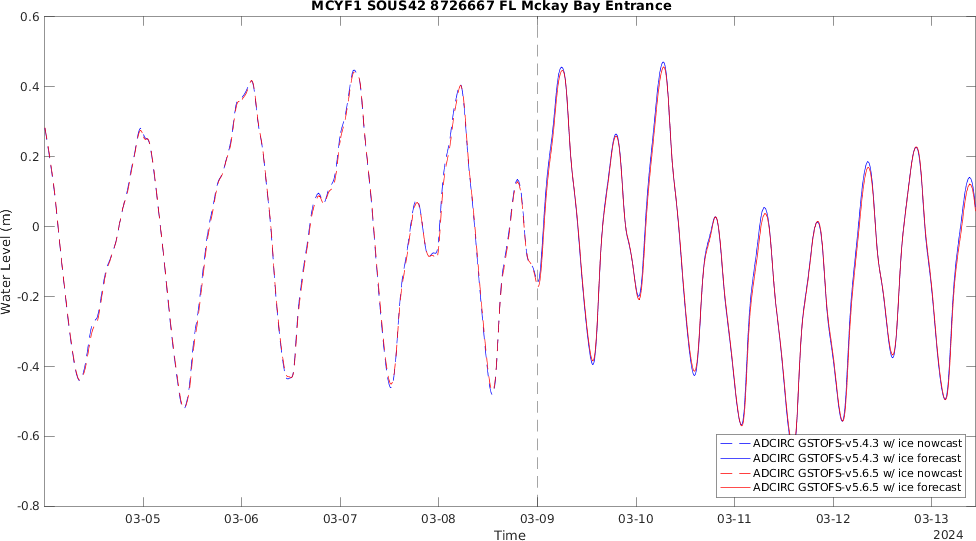 MCYF1 SOUS42 8726667 FL Mckay Bay Entrance
0.6
0.4
0.2
0
-0.2
-0.4
-0.6
-0.8
Water Level (m)
ADCIRC GSTOFS-v5.4.3 w/ ice nowcast
ADCIRC GSTOFS-v5.4.3 w/ ice forecast
ADCIRC GSTOFS-v5.6.5 w/ ice nowcast
ADCIRC GSTOFS-v5.6.5 w/ ice forecast
03-05 03-06 03-07 03-08 03-09 03-10 03-11 03-12 03-13
Time
2024